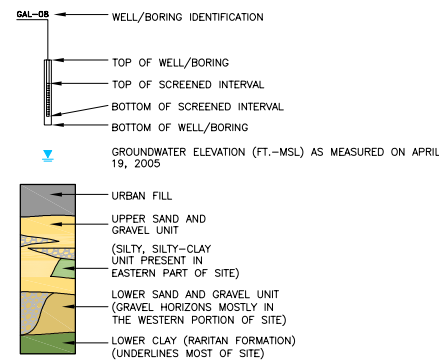 GAL-08
WELL/BORING IDENTIFICATION
TOP OF WELL/BORING
TOP OF SCREENED INTERVAL
BOTTOM OF SCREENED INTERVAL
BOTTOM OF WELL/BORING
GROUNDWATER ELEVATION (FT.-MSL) AS MEASURED ON APRIL
19, 2005
URBAN FILL
UPPER SAND AND
GRAVEL UNIT
(SILTY, SILTY-CLAY
UNIT PRESENT IN
EASTERN PART OF SITE)
LOWER SAND AND GRAVEL UNIT
(GRAVEL HORIZONS MOSTLY IN
THE WESTERN PORTION OF SITE)
LOWER CLAY (RARITAN FORMATION)
(UNDERLINES MOST OF SITE)